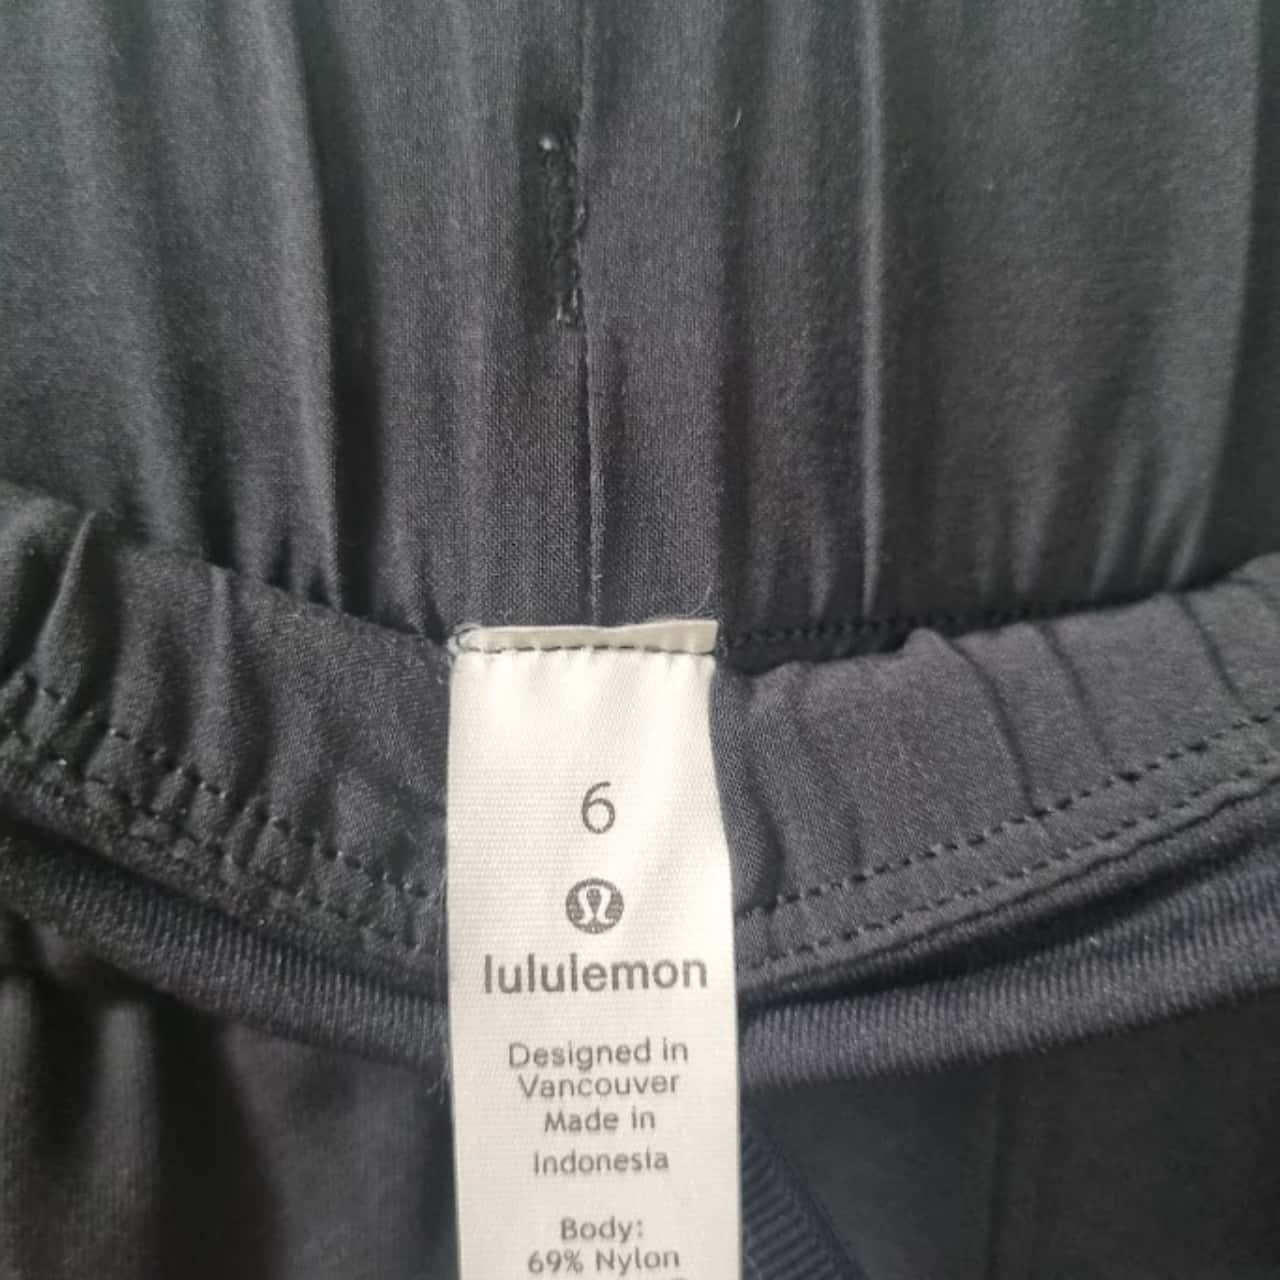 6
lululemon
Designed in
Vancouver
Made in
Indonesia
Body:
69% Nylon